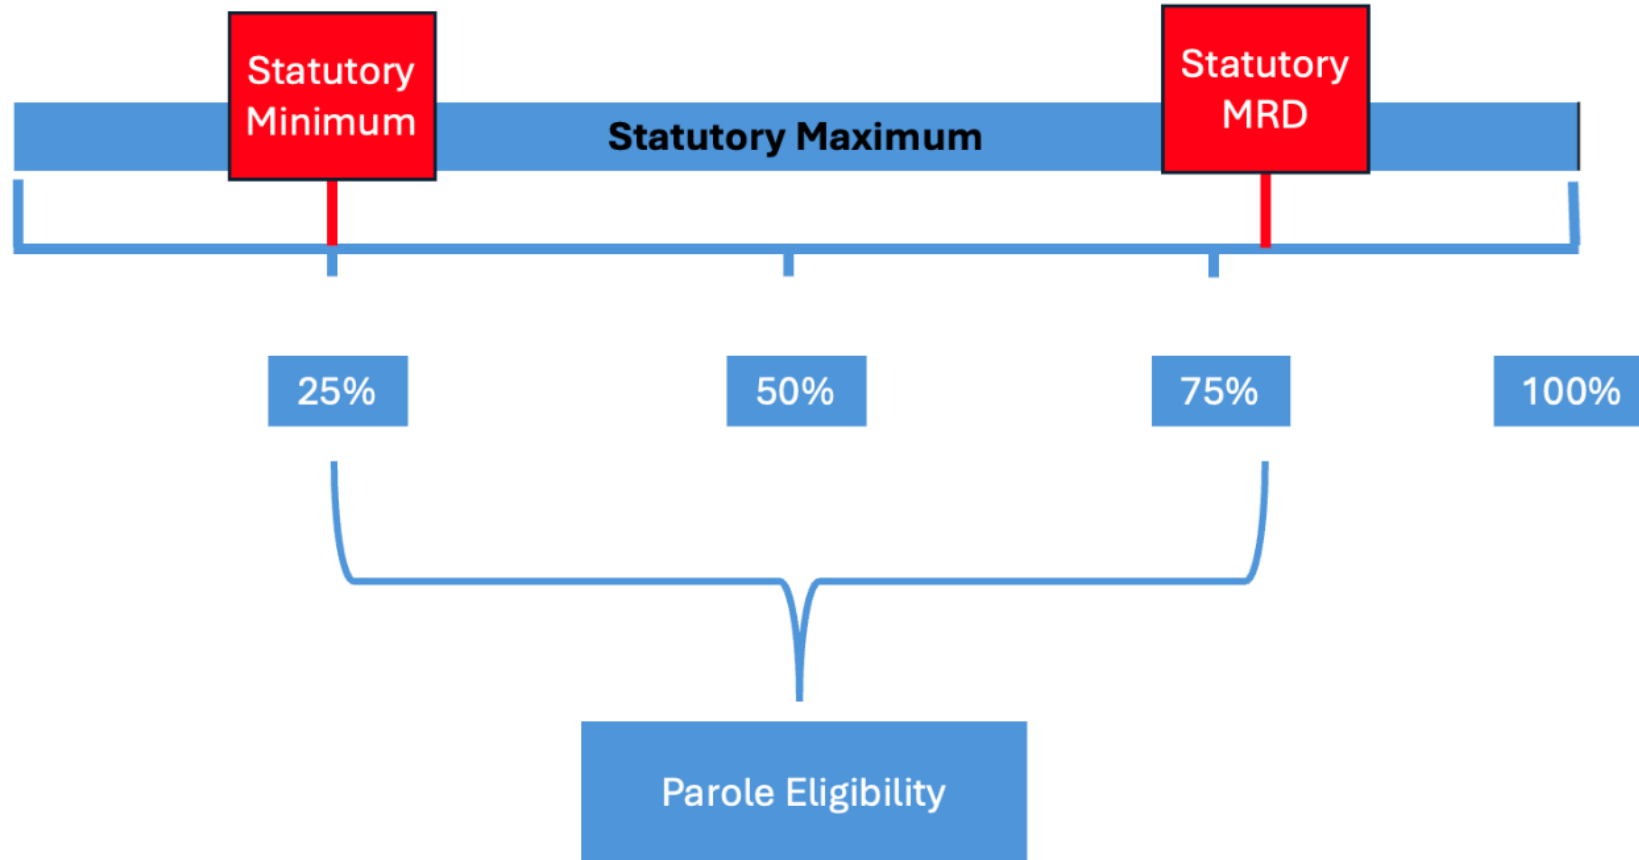 Statutory
Minimum
Statutory Maximum
Statutory
MRD
25%
50%
75%
100%
Parole Eligibility